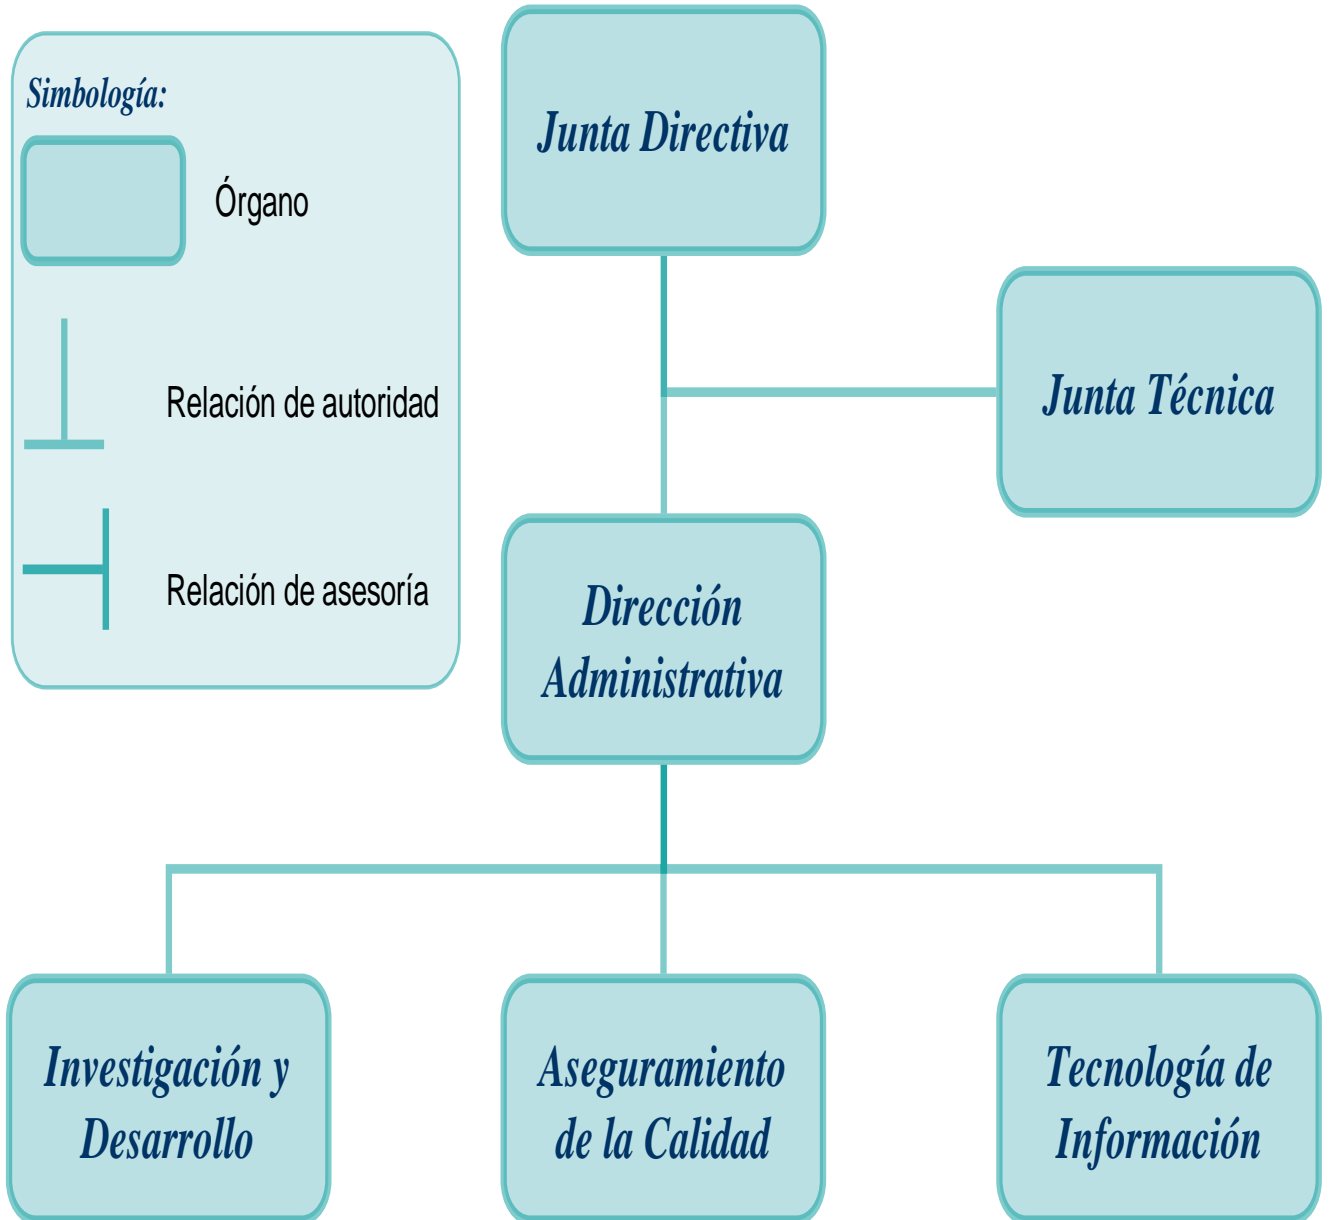 Simbología:
Órgano
Relación de autoridad
Relación de asesoría
Junta Directiva
Junta Técnica
Dirección
Administrativa
Investigación y
Desarrollo
Aseguramiento
de la Calidad
Tecnología de
Información